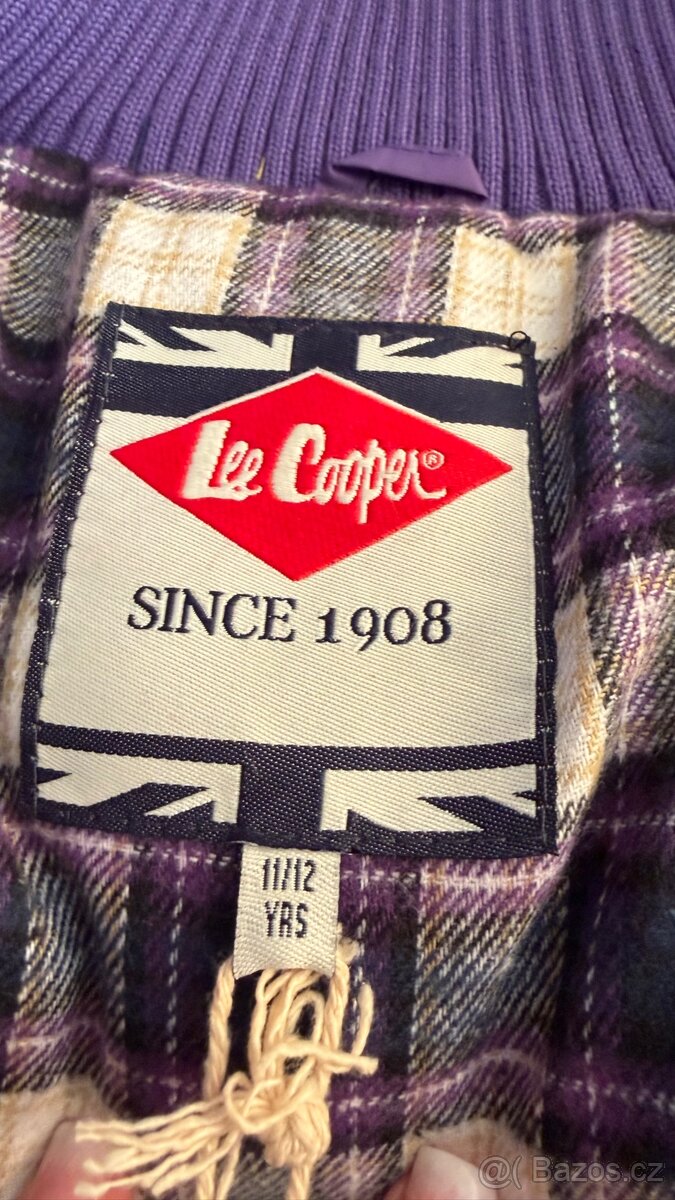 Lee Cooper®
SINCE 1908
11/12
YRS
@( Bazos.cz